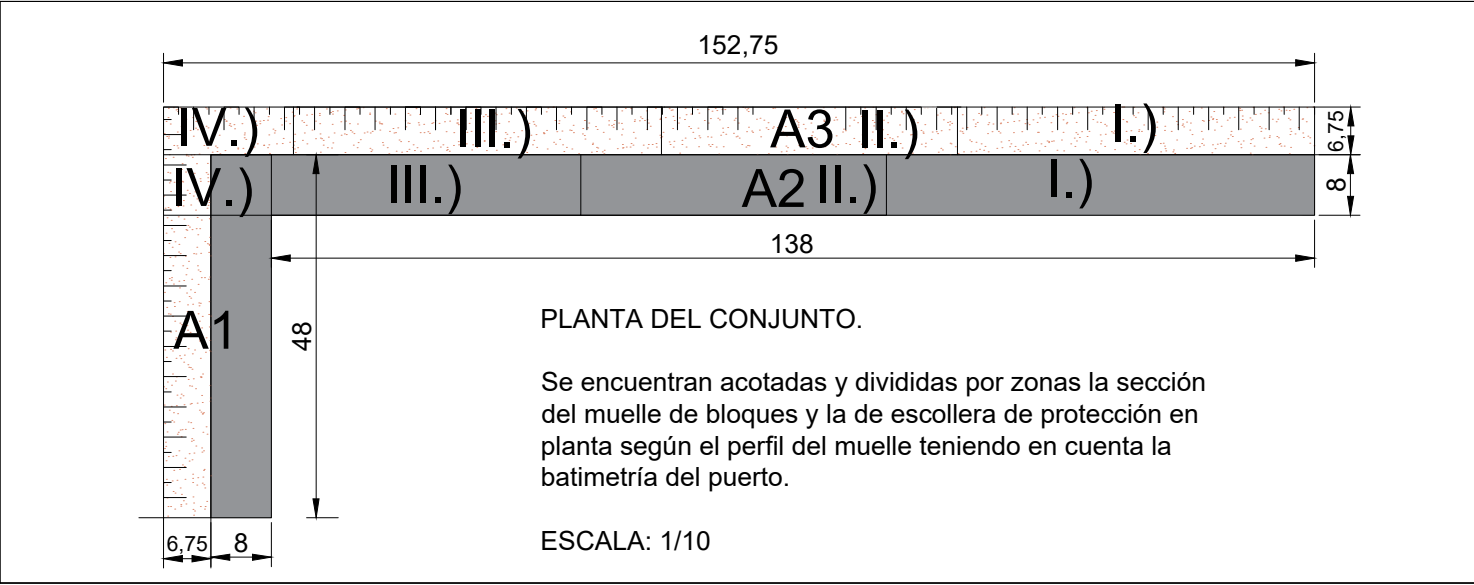 152,75
IV.) III.) A3 II.) I.)
6,75
IV.) III.) A2 II.) I.)
8
138
A1
48
PLANTA DEL CONJUNTO.
Se encuentran acotadas y divididas por zonas la sección
del muelle de bloques y la de escollera de protección en
planta según el perfil del muelle teniendo en cuenta la
batimetría del puerto.
6,75 8
ESCALA: 1/10